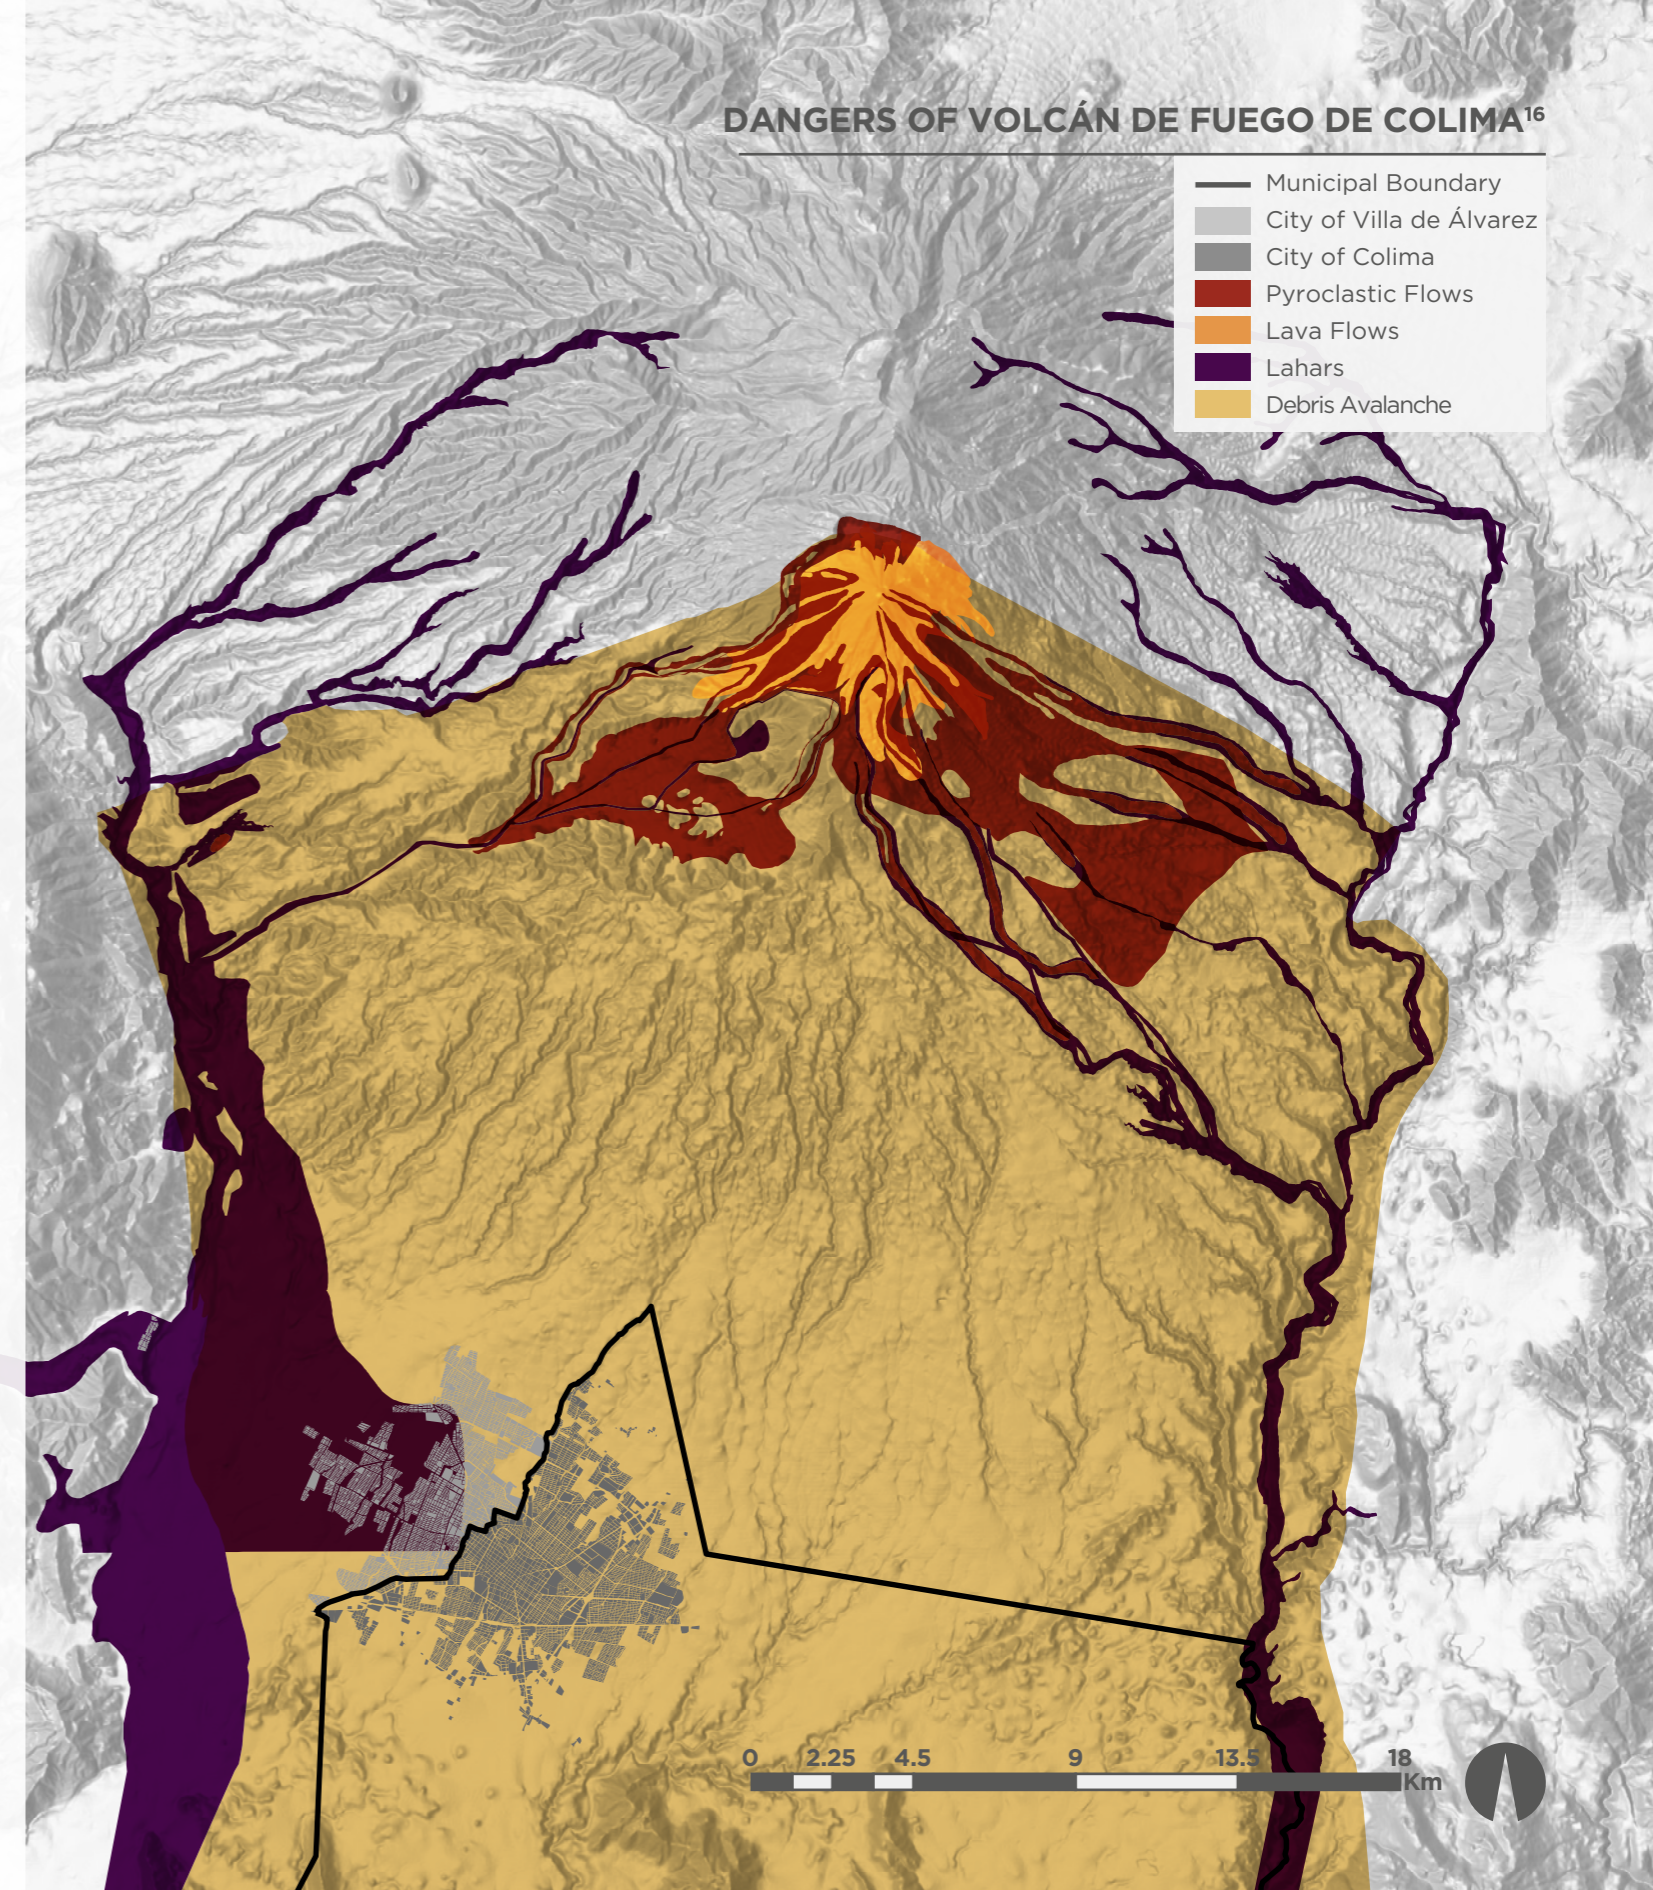 DANGERS OF VOLCÁN DE FUEGO DE COLIMA¹⁶
Municipal Boundary
City of Villa de Álvarez
City of Colima
Pyroclastic Flows
Lava Flows
Lahars
Debris Avalanche
0 2.25 4.5 9 13.5 18
Km